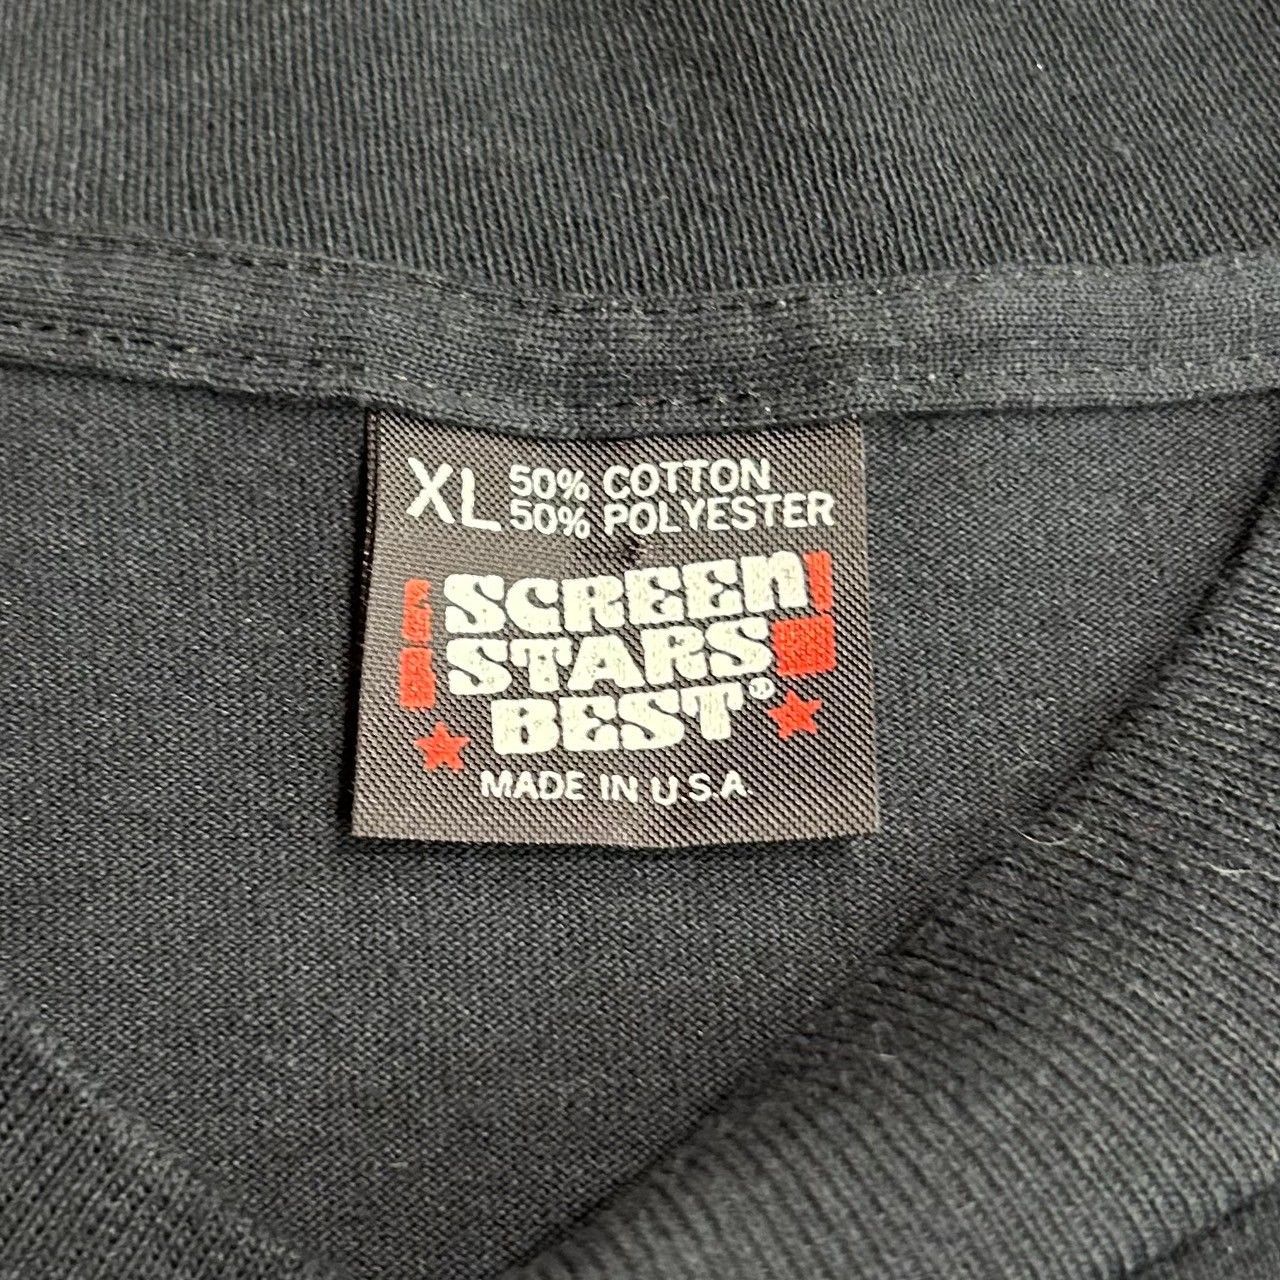 XL 50% COTTON
50% POLYESTER
SCREEN
STARS
BEST®
MADE IN U.S.A